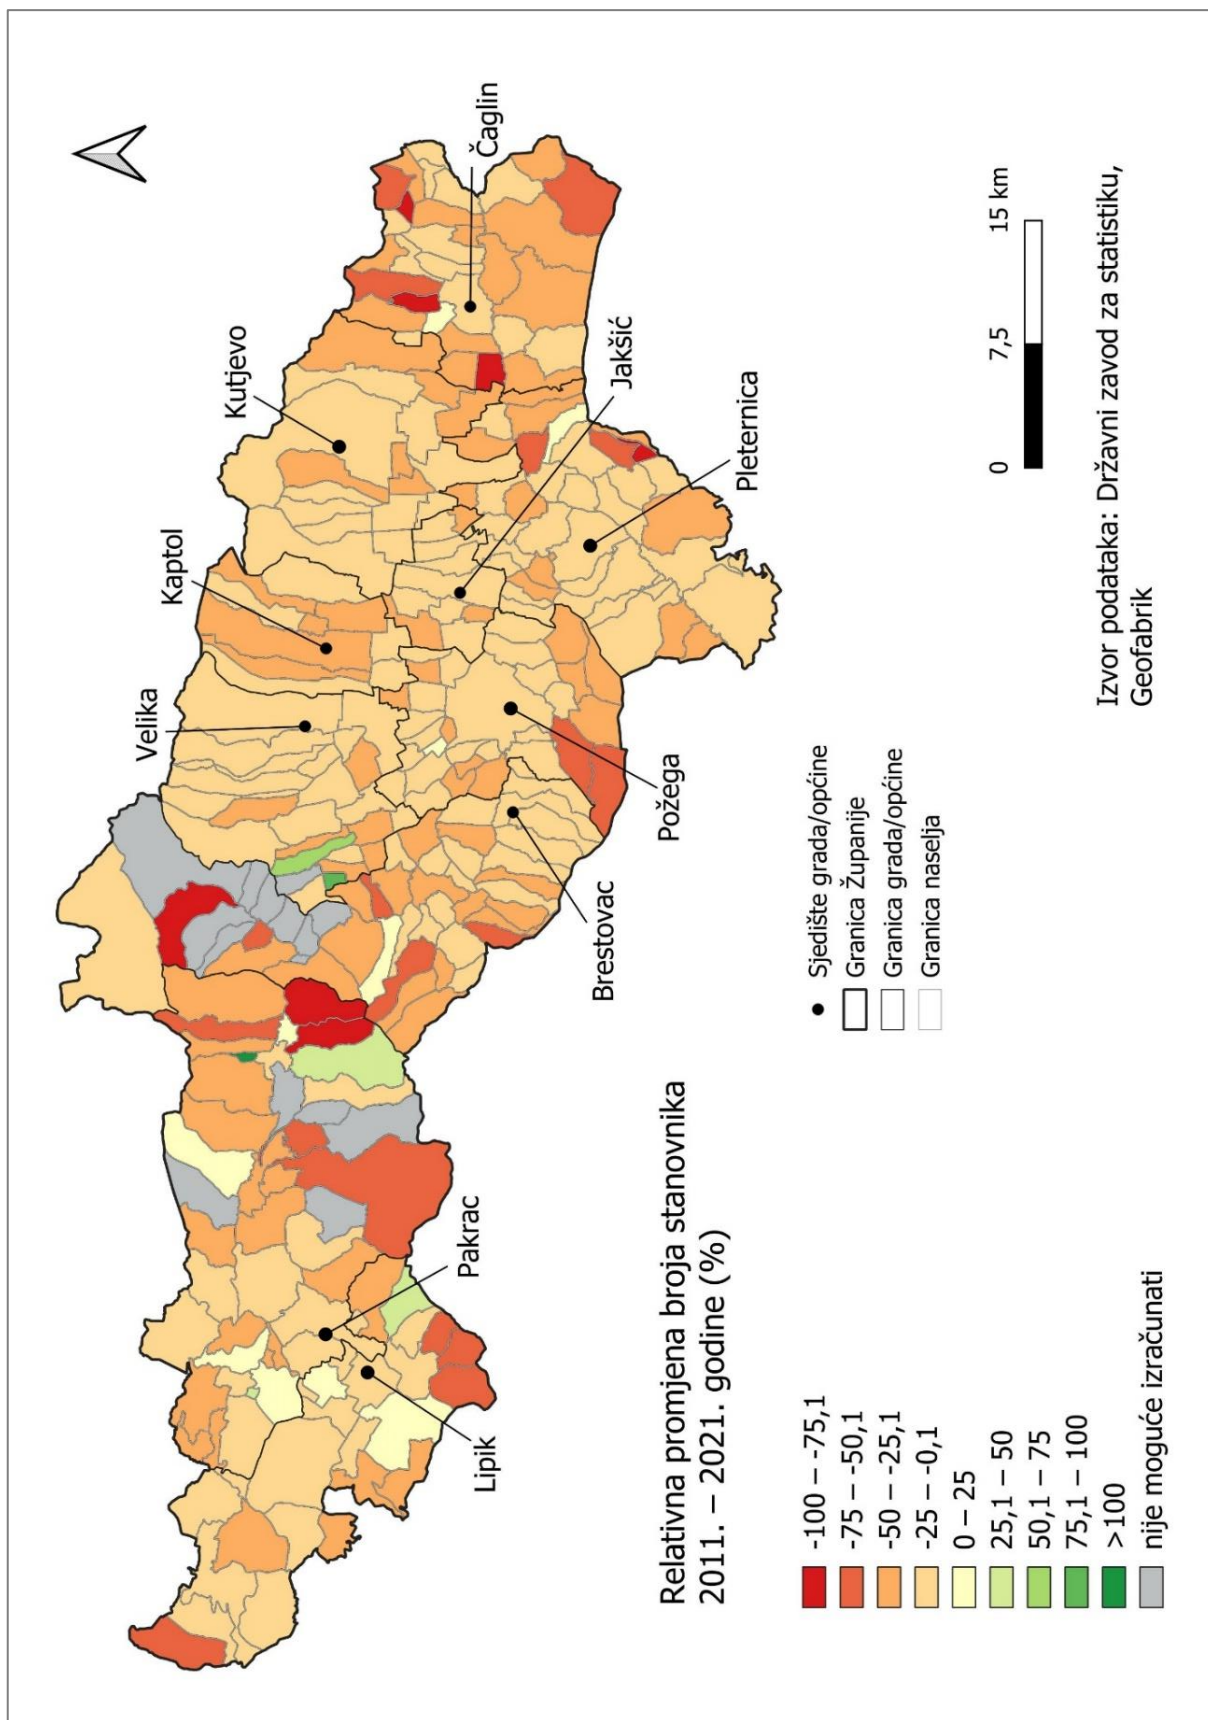 Lipik
Pakrac
Brestovac
Velika
Požega
Kaptol
Kutjevo
Pleternica
Jakšić
Čaglin
Relativna promjena broja stanovnika
2011. – 2021. godine (%)
-100 – -75,1
-75 – -50,1
-50 – -25,1
-25 – -0,1
0 – 25
25,1 – 50
50,1 – 75
75,1 – 100
>100
nije moguće izračunati
Sjedište grada/općine
Granica Županije
Granica grada/općine
Granica naselja
0 7,5 15 km
Izvor podataka: Državni zavod za statistiku,
Geofabrik